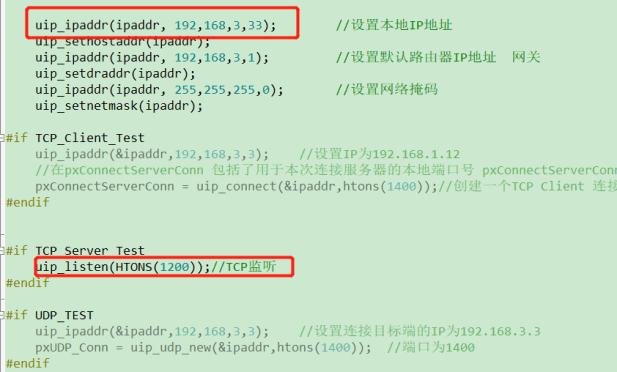 uip_ipaddr(ipaddr, 192,168,3,33); //设置本地IP地址
uip_sethostaddr(ipaddr);
uip_ipaddr(ipaddr, 192,168,3,1); //设置默认路由器IP地址 网关
uip_setdraddr(ipaddr);
uip_ipaddr(ipaddr, 255,255,255,0); //设置网络掩码
uip_setnetmask(ipaddr);
#if TCP_Client_Test
uip_ipaddr(&ipaddr,192,168,3,3); //设置IP为192.168.1.12
//在pxConnectServerConn 包括了用于本次连接服务器的本地端口号 pxConnectServerConn
pxConnectServerConn = uip_connect(&ipaddr,htons(1400));//创建一个TCP Client 连接
#endif
#if TCP_Server_Test
uip_listen(HTONS(1200));//TCP监听
#endif
#if UDP_TEST
uip_ipaddr(&ipaddr,192,168,3,3); //设置连接目标端的IP为192.168.3.3
pxUDP_Conn = uip_udp_new(&ipaddr,htons(1400)); //端口为1400
#endif